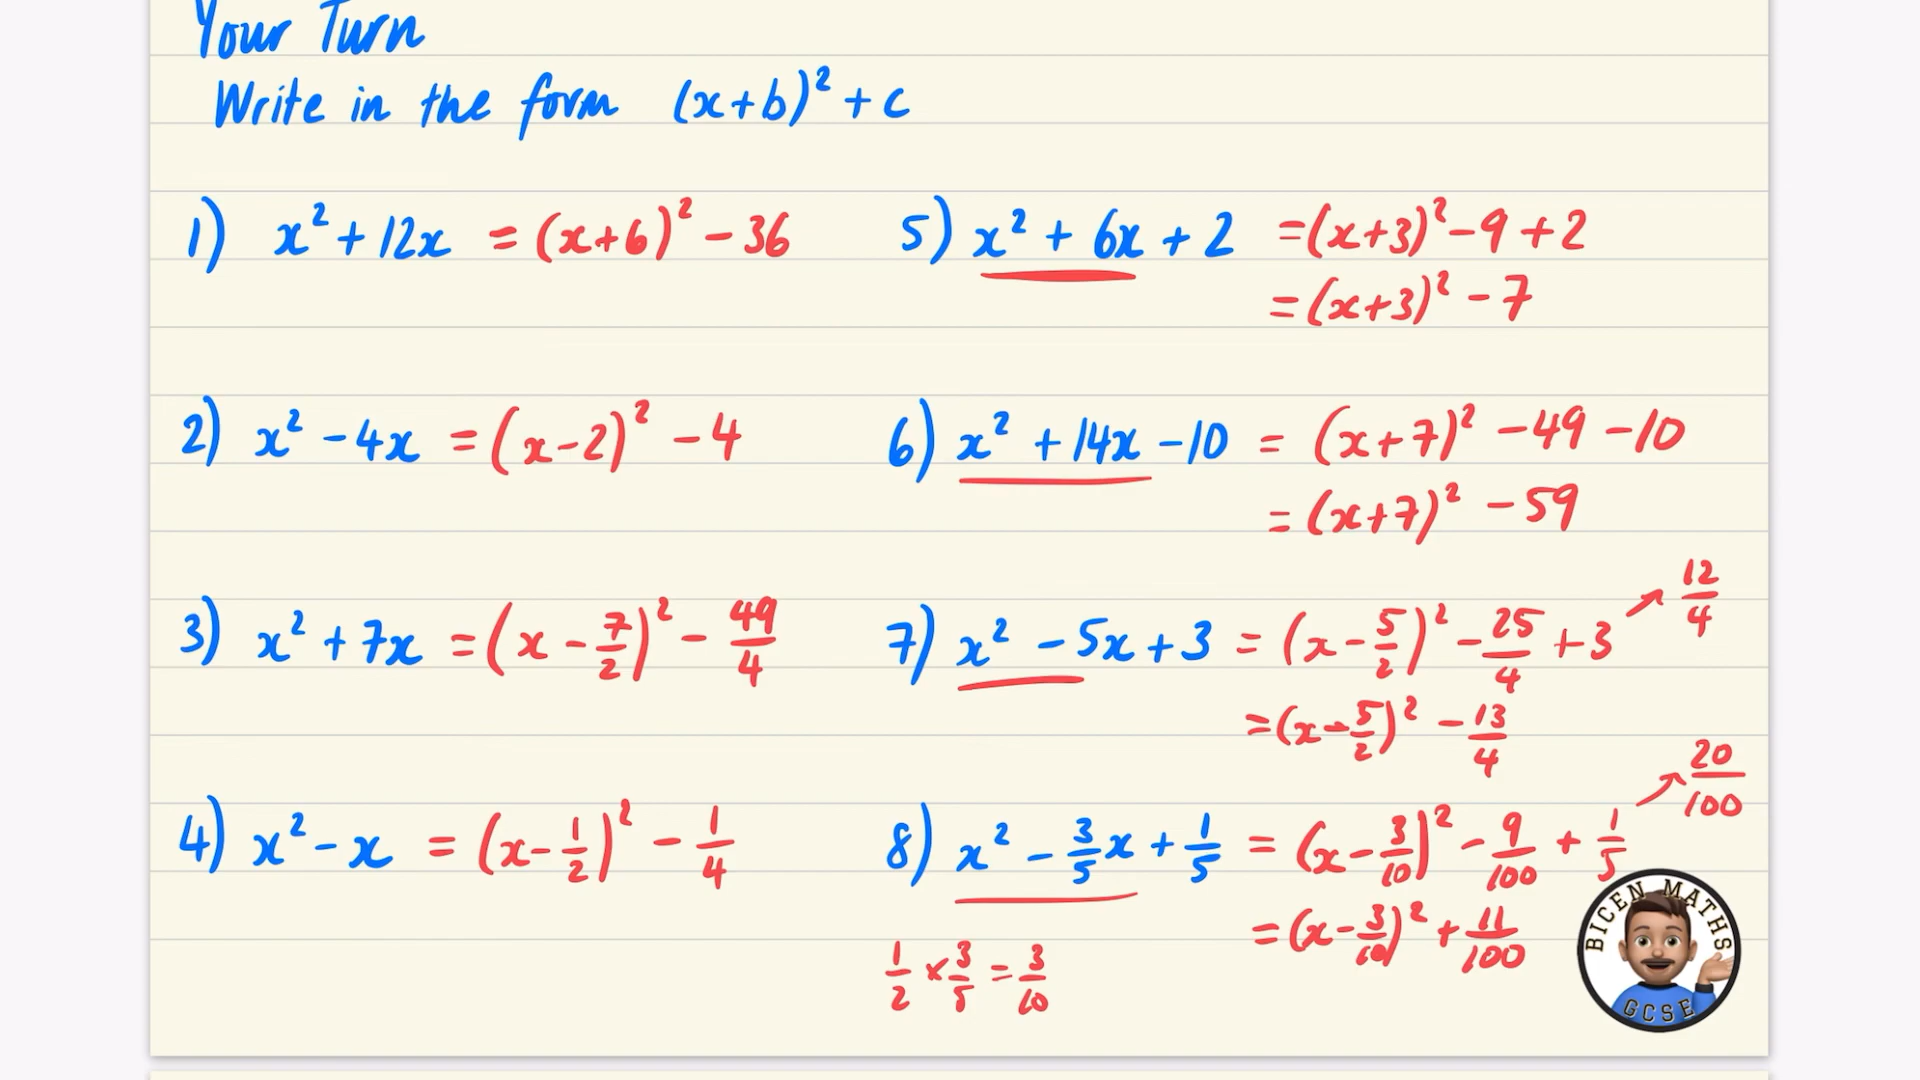 Your Turn
Write in the form (x+b)² + c
1) x² + 12x = (x+6)² - 36
5) x² + 6x + 2 = (x+3)² - 9 + 2
= (x+3)² - 7
2) x² - 4x = (x-2)² - 4
6) x² + 14x - 10 = (x+7)² - 49 - 10
= (x+7)² - 59
3) x² + 7x = (x - 7/2)² - 49/4
7) x² - 5x + 3 = (x - 5/2)² - 25/4 + 3 → 12/4
= (x - 5/2)² - 13/4
4) x² - x = (x - 1/2)² - 1/4
8) x² - 3/5x + 1/5 = (x - 3/10)² - 9/100 + 1/5 → 20/100
= (x - 3/10)² + 11/100
1/2 × 3/5 = 3/10
BICEN MATHS
GCSE